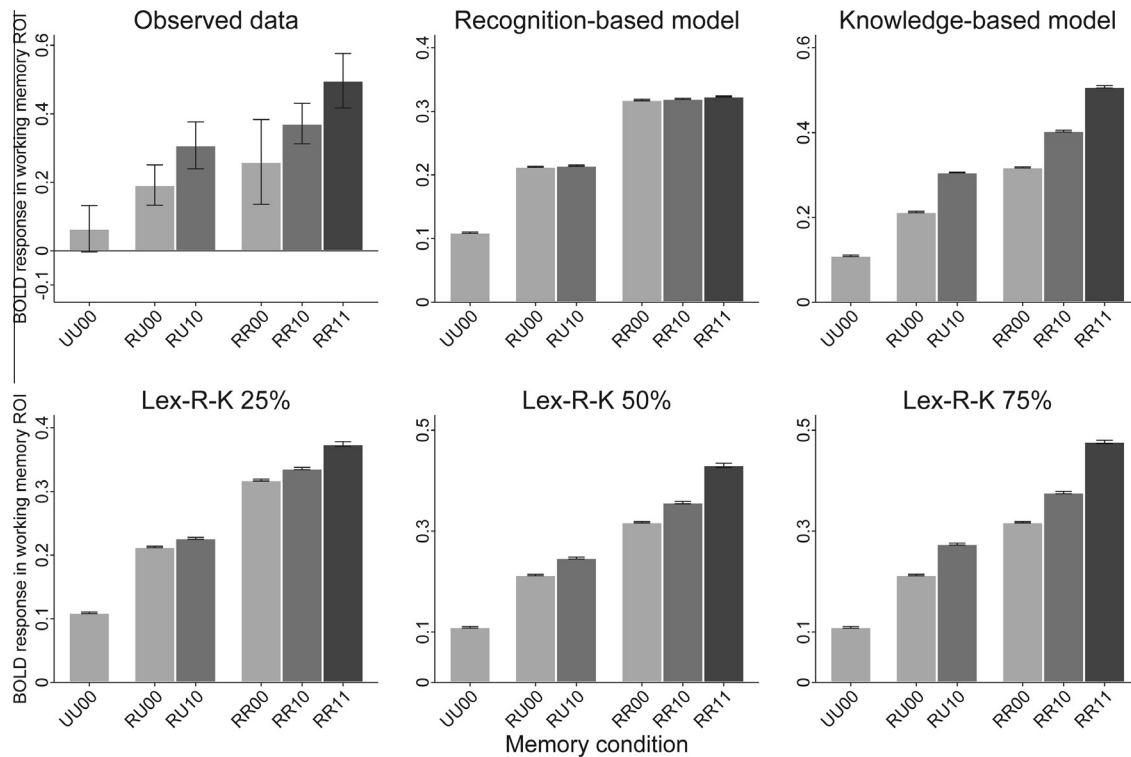 Observed data
Recognition-based model
Knowledge-based model
BOLD response in working memory ROI
0.6
0.4
0.2
0
-0.1
UU00
RU00
RU10
RR00
RR10
RR11
0.4
0.3
0.2
0.1
0
UU00
RU00
RU10
RR00
RR10
RR11
0.6
0.4
0.2
0
UU00
RU00
RU10
RR00
RR10
RR11
Lex-R-K 25%
Lex-R-K 50%
Lex-R-K 75%
BOLD response in working memory ROI
0.4
0.3
0.2
0.1
0
UU00
RU00
RU10
RR00
RR10
RR11
0.5
0.3
0.1
0
UU00
RU00
RU10
RR00
RR10
RR11
0.5
0.3
0.1
0
UU00
RU00
RU10
RR00
RR10
RR11
Memory condition